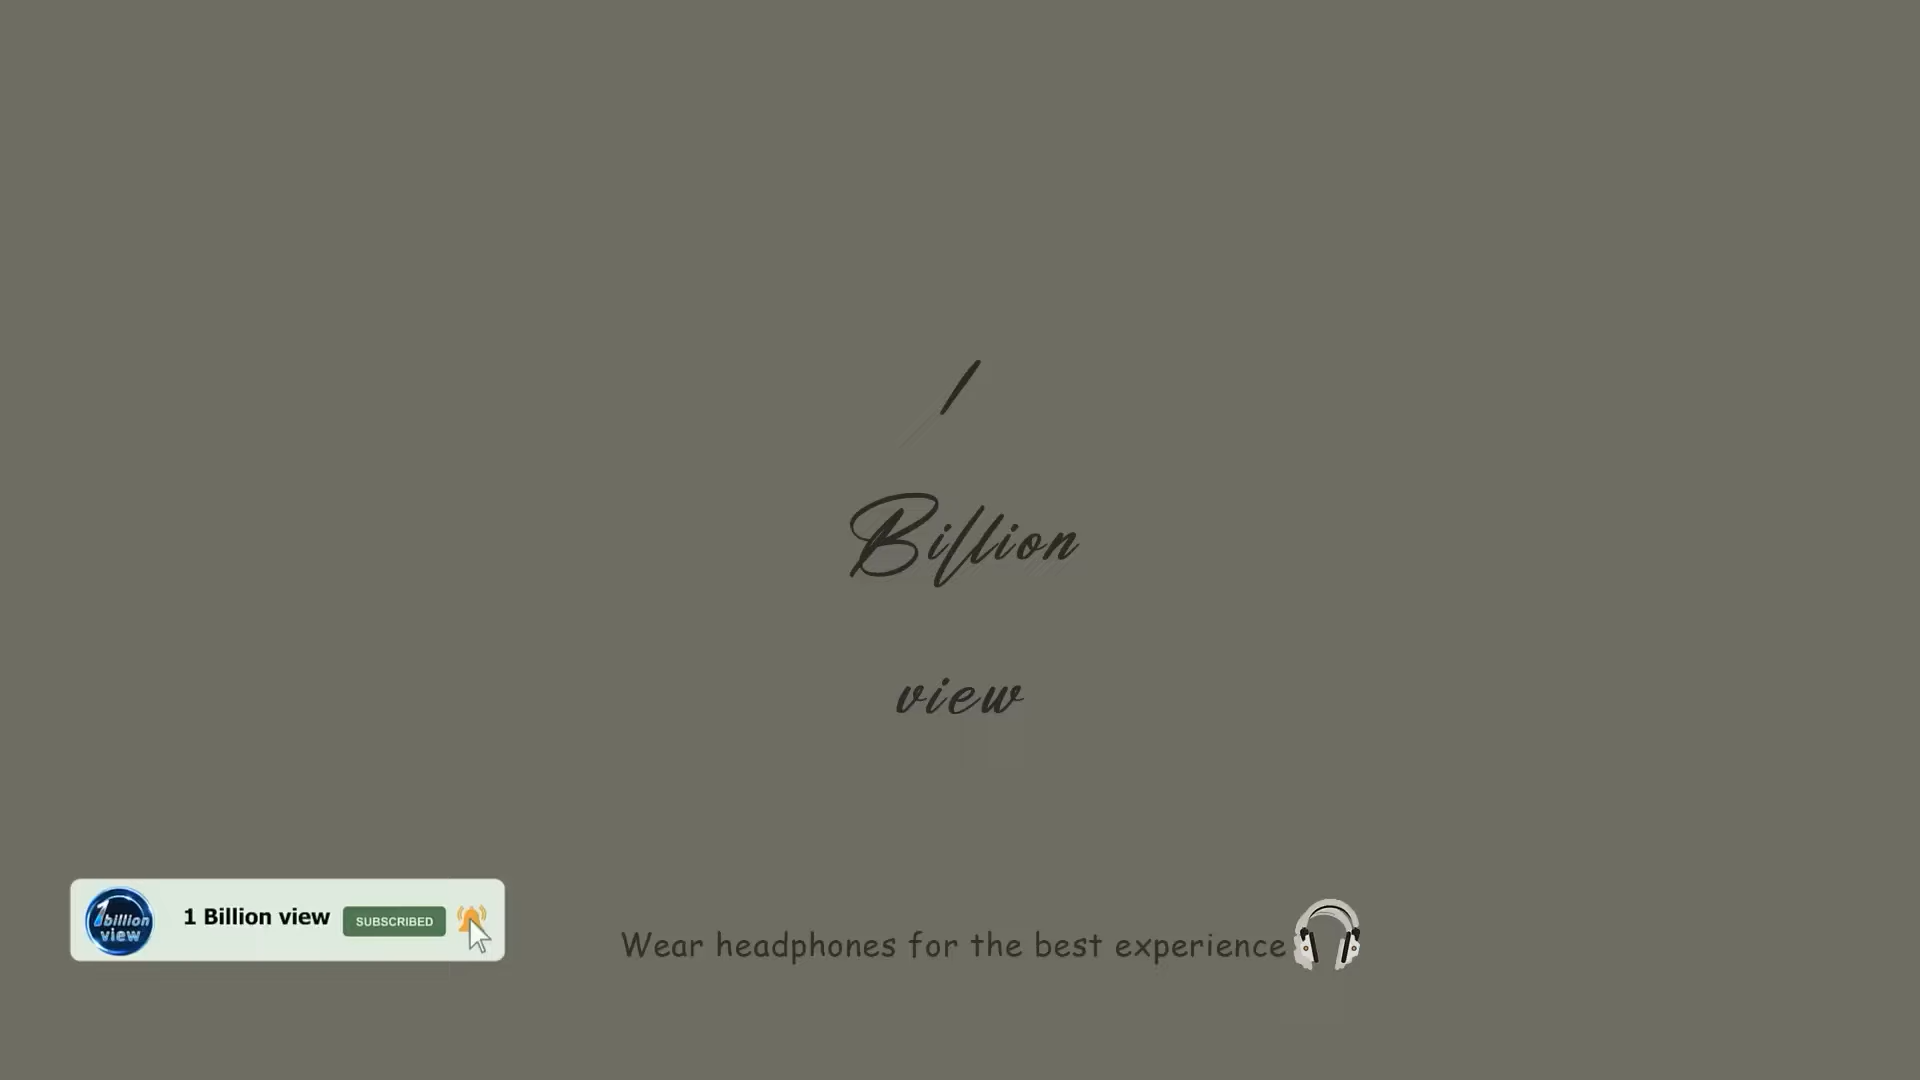 1
Billion
view
1billion
view
1 Billion view
SUBSCRIBED
Wear headphones for the best experience